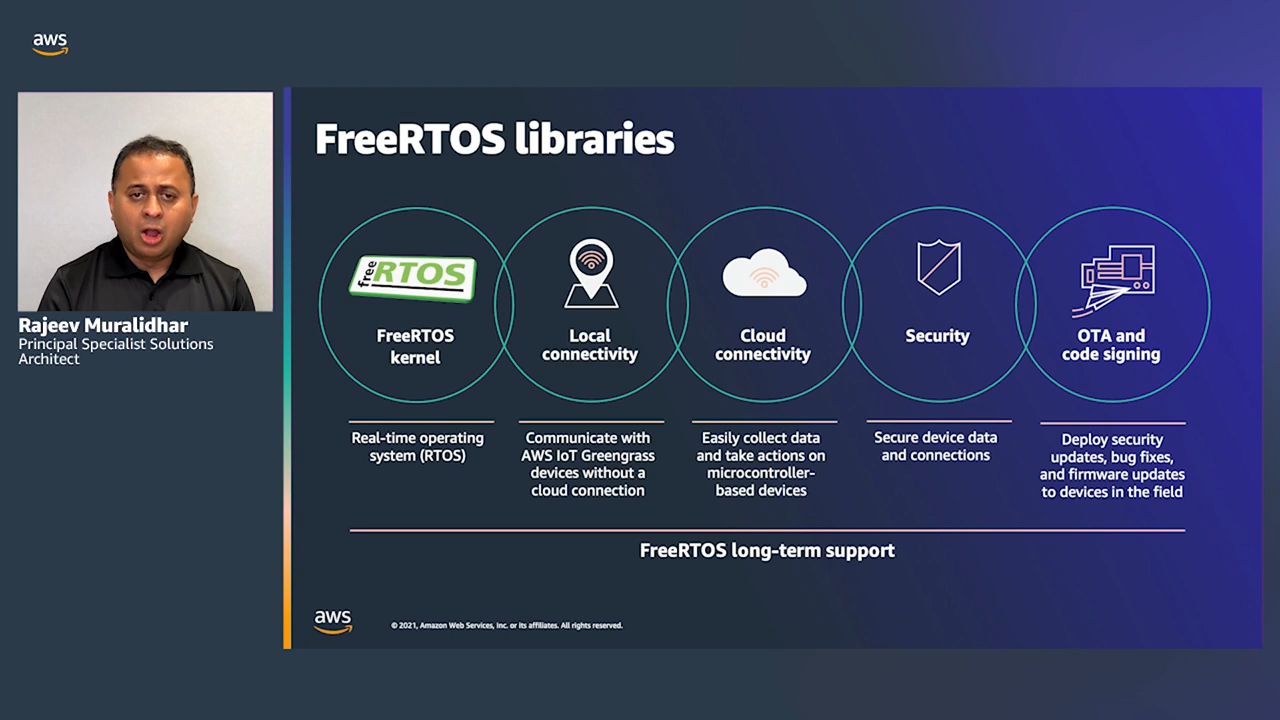 aws
Rajeev Muralidhar
Principal Specialist Solutions
Architect
FreeRTOS libraries
free RTOS
FreeRTOS
kernel
Real-time operating
system (RTOS)
Local
connectivity
Communicate with
AWS IoT Greengrass
devices without a
cloud connection
Cloud
connectivity
Easily collect data
and take actions on
microcontroller-
based devices
Security
Secure device data
and connections
OTA and
code signing
Deploy security
updates, bug fixes,
and firmware updates
to devices in the field
FreeRTOS long-term support
aws
© 2021, Amazon Web Services, Inc. or its affiliates. All rights reserved.